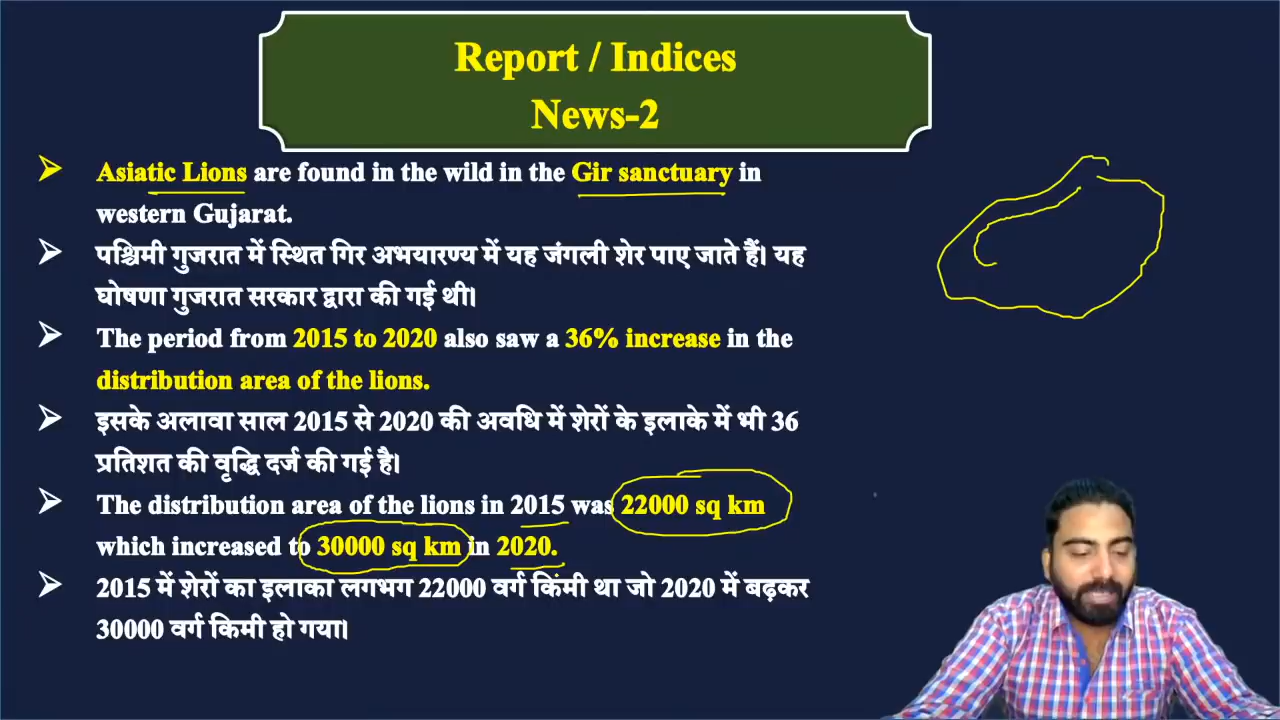 Report / Indices
News-2
Asiatic Lions are found in the wild in the Gir sanctuary in
western Gujarat.
पश्चिमी गुजरात में स्थित गिर अभयारण्य में यह जंगली शेर पाए जाते हैं। यह
घोषणा गुजरात सरकार द्वारा की गई थी।
The period from 2015 to 2020 also saw a 36% increase in the
distribution area of the lions.
इसके अलावा साल 2015 से 2020 की अवधि में शेरों के इलाके में भी 36
प्रतिशत की वृद्धि दर्ज की गई है।
The distribution area of the lions in 2015 was 22000 sq km
which increased to 30000 sq km in 2020.
2015 में शेरों का इलाका लगभग 22000 वर्ग किंमी था जो 2020 में बढ़कर
30000 वर्ग किमी हो गया।